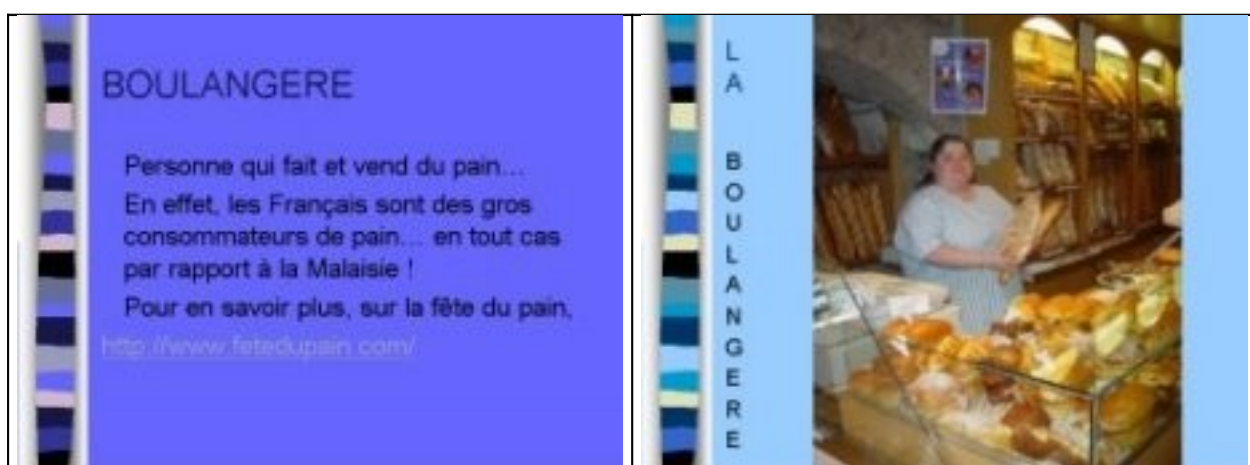 BOULANGERE
Personne qui fait et vend du pain…
En effet, les Français sont des gros
consommateurs de pain… en tout cas
par rapport à la Malaisie !
Pour en savoir plus, sur la fête du pain,
http://www.fetedupain.com/
LA BOULANGERE